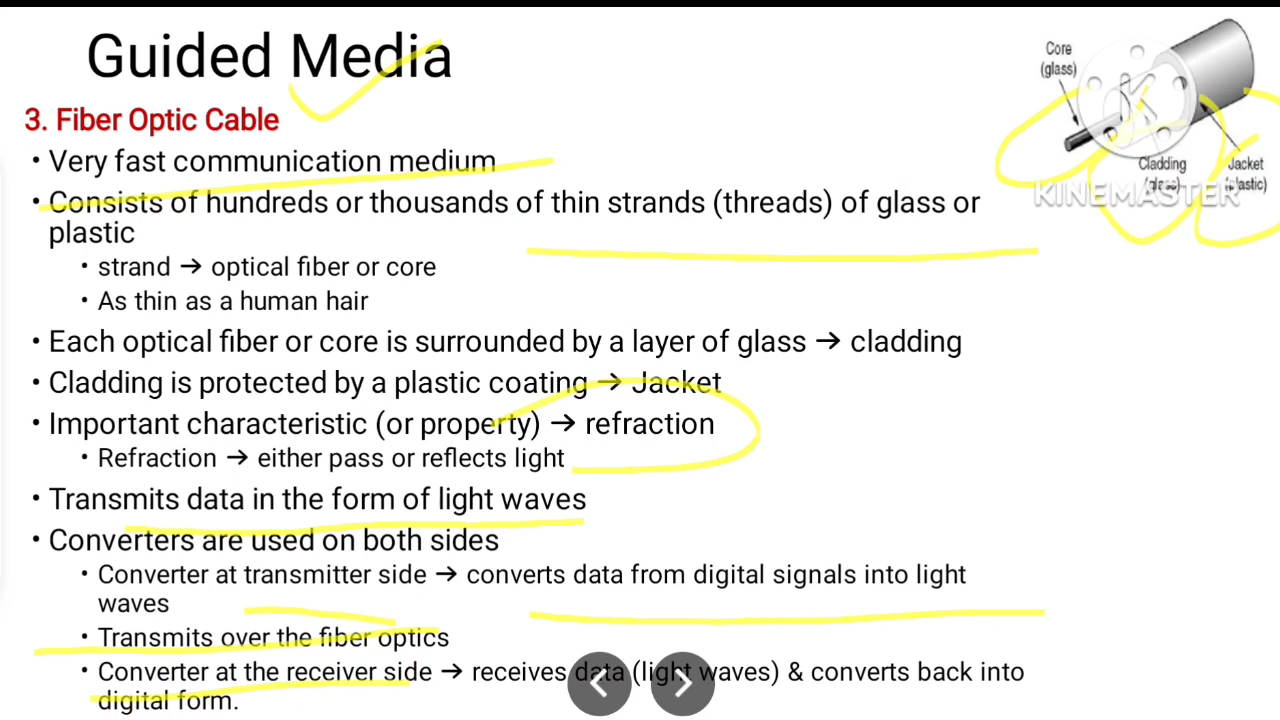 Guided Media
3. Fiber Optic Cable
• Very fast communication medium
• Consists of hundreds or thousands of thin strands (threads) of glass or
plastic
• strand → optical fiber or core
• As thin as a human hair
• Each optical fiber or core is surrounded by a layer of glass → cladding
• Cladding is protected by a plastic coating → Jacket
• Important characteristic (or property) → refraction
• Refraction → either pass or reflects light
• Transmits data in the form of light waves
• Converters are used on both sides
• Converter at transmitter side → converts data from digital signals into light
waves
• Transmits over the fiber optics
• Converter at the receiver side → receives data (light waves) & converts back into
digital form.
Core
(glass)
Cladding
(glass)
Jacket
(plastic)
KINEMASTER